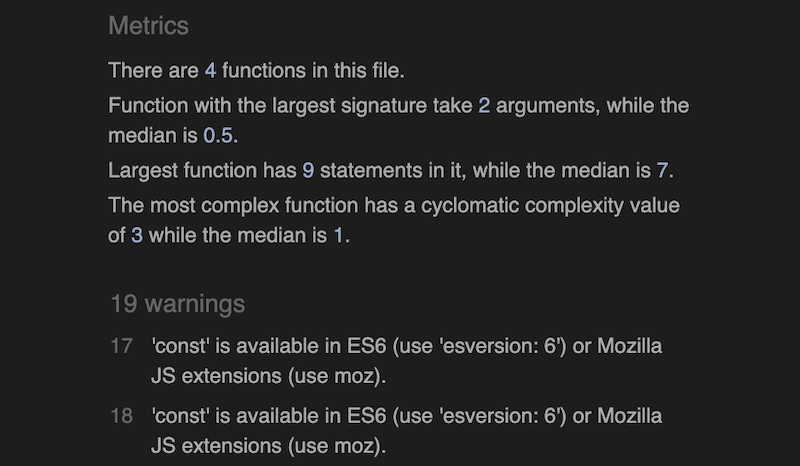 Metrics
There are 4 functions in this file.
Function with the largest signature take 2 arguments, while the
median is 0.5.
Largest function has 9 statements in it, while the median is 7.
The most complex function has a cyclomatic complexity value
of 3 while the median is 1.
19 warnings
17 'const' is available in ES6 (use 'esversion: 6') or Mozilla
JS extensions (use moz).
18 'const' is available in ES6 (use 'esversion: 6') or Mozilla
JS extensions (use moz).